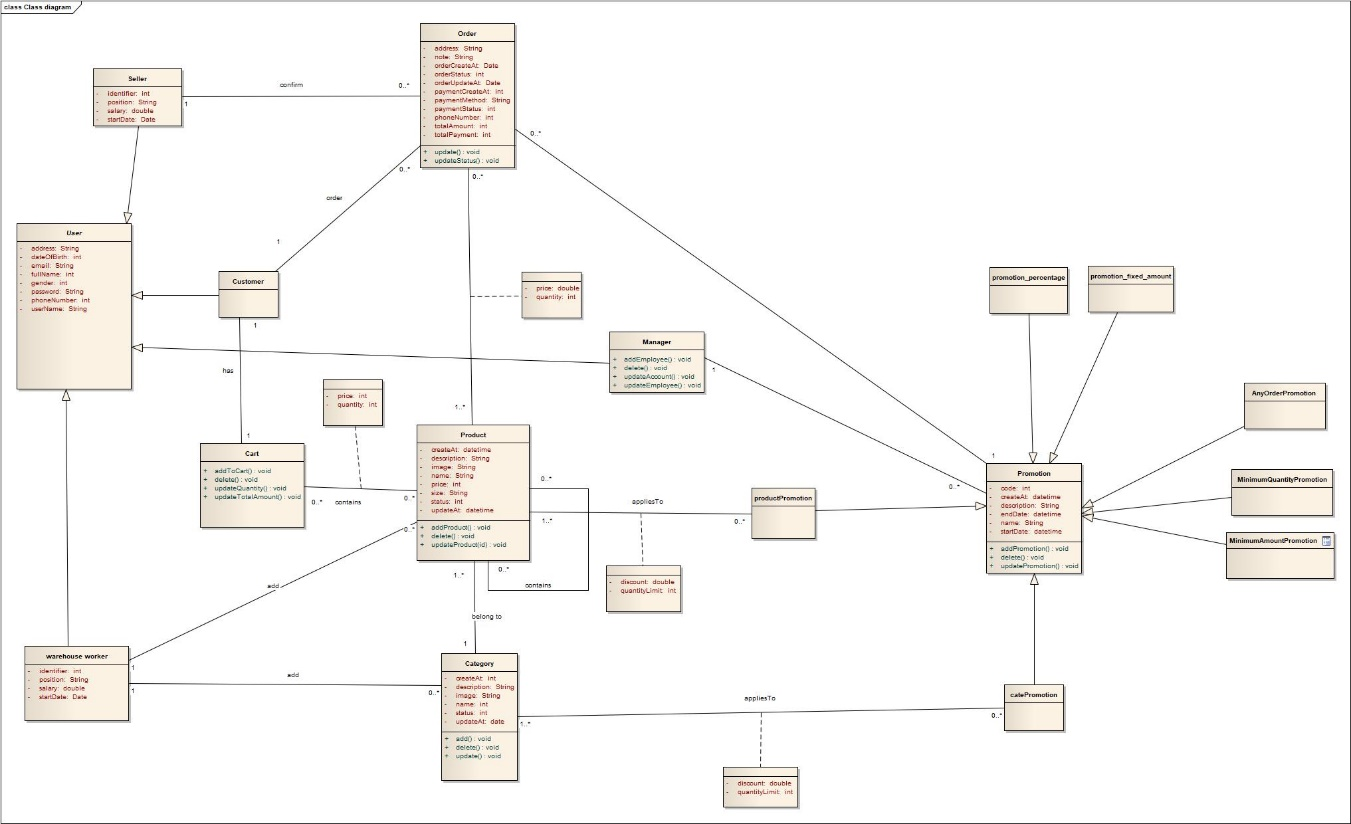 class Class diagram
Order
- address: String
- note: String
- orderCreateAt: Date
- orderStatus: int
- orderUpdateAt: Date
- paymentCreateAt: Int
- paymentMethod: String
- paymentStatus: int
- phoneNumber: int
- totalAmount: int
- totalPayment: int
+ update() : void
+ updateStatus() : void
Seller
- identifier: Int
- position: String
- salary: double
- startDate: Date
1
confirm
0..*
0..*
0..*
0..*
order
1
User
- address: String
- dateOfBirth: int
- email: String
- fullName: int
- gender: int
- password: String
- phoneNumber: int
- userName: String
Customer
1
has
1
- price: double
- quantity: int
promotion_percentage
promotion_fixed_amount
Manager
+ addEmployee() : void
+ delete() : void
+ updateAccount() : void
+ updateEmployee() : void
1
- price: int
- quantity: int
1..*
AnyOrderPromotion
Cart
+ addToCart() : void
+ delete() : void
+ updateQuantity() : void
+ updateTotalAmount() : void
0..*
contains
0..*
Product
- createAt: datetime
- description: String
- image: String
- name: String
- price: int
- size: String
- status: int
- updateAt: datetime
+ addProduct() : void
+ delete() : void
+ updateProduct(id) : void
0..*
1..*
appliesTo
0..*
productPromotion
1
0..*
Promotion
- code: int
- createAt: datetime
- description: String
- endDate: datetime
- name: String
- startDate: datetime
+ addPromotion() : void
+ delete() : void
+ updatePromotion() : void
MinimumQuantityPromotion
MinimumAmountPromotion
0..*
1..*
0..*
contains
- discount: double
- quantityLimit: int
add
belong to
1
warehouse worker
- identifier: int
- position: String
- salary: double
- startDate: Date
1
1
add
0..*
Category
- createAt: int
- description: String
- image: String
- name: int
- status: int
- updateAt: date
+ add() : void
+ delete() : void
+ update() : void
1..*
appliesTo
0..*
catePromotion
- discount: double
- quantityLimit: int